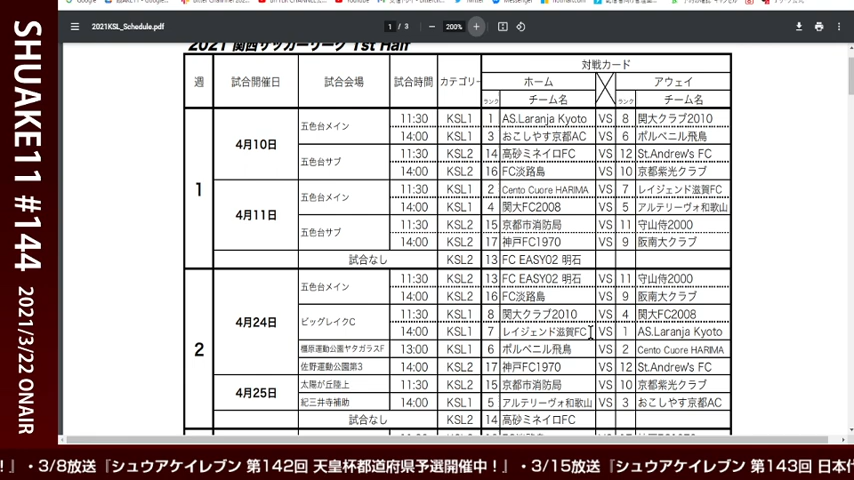 SHUAKE11 #144 2021/3/22 ONAIR
2021KSL_Schedule.pdf
1 / 3
200%
2021 関西サッカーリーグ 1st Half
週 試合開催日 試合会場 試合時間 カテゴリー 対戦カード
ホーム アウェイ
ランク チーム名 ランク チーム名
1
4月10日 五色台メイン 11:30 KSL1 1 AS.Laranja Kyoto VS 8 関大クラブ2010
14:00 KSL1 3 おこしやす京都AC VS 6 ポルベニル飛鳥
五色台サブ 11:30 KSL2 14 高砂ミネイロFC VS 12 St.Andrew's FC
14:00 KSL2 16 FC淡路島 VS 10 京都紫光クラブ
4月11日 五色台メイン 11:30 KSL1 2 Cento Cuore HARIMA VS 7 レイジェンド滋賀FC
14:00 KSL1 4 関大FC2008 VS 5 アルテリーヴォ和歌山
五色台サブ 11:30 KSL2 15 京都市消防局 VS 11 守山侍2000
14:00 KSL2 17 神戸FC1970 VS 9 阪南大クラブ
試合なし KSL2 13 FC EASY02 明石
2
4月24日 五色台メイン 11:30 KSL2 13 FC EASY02 明石 VS 11 守山侍2000
14:00 KSL2 16 FC淡路島 VS 9 阪南大クラブ
ビッグレイクC 11:30 KSL1 8 関大クラブ2010 VS 4 関大FC2008
14:00 KSL1 7 レイジェンド滋賀FC VS 1 AS.Laranja Kyoto
橿原運動公園ヤタガラスF 13:00 KSL1 6 ポルベニル飛鳥 VS 2 Cento Cuore HARIMA
佐野運動公園第3 14:00 KSL2 17 神戸FC1970 VS 12 St.Andrew's FC
4月25日 太陽が丘陸上 11:30 KSL2 15 京都市消防局 VS 10 京都紫光クラブ
紀三井寺補助 14:00 KSL1 5 アルテリーヴォ和歌山 VS 3 おこしやす京都AC
試合なし KSL2 14 高砂ミネイロFC
！』・3/8放送『シュウアケイレブン 第142回 天皇杯都道府県予選開催中！』・3/15放送『シュウアケイレブン 第143回 日本代